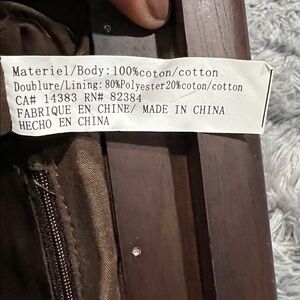 Materiel/Body:100%coton/cotton
Doublure/Lining:80%Polyester20%coton/cotton
CA# 14383 RN# 82384
FABRIQUE EN CHINE/ MADE IN CHINA
HECHO EN CHINA